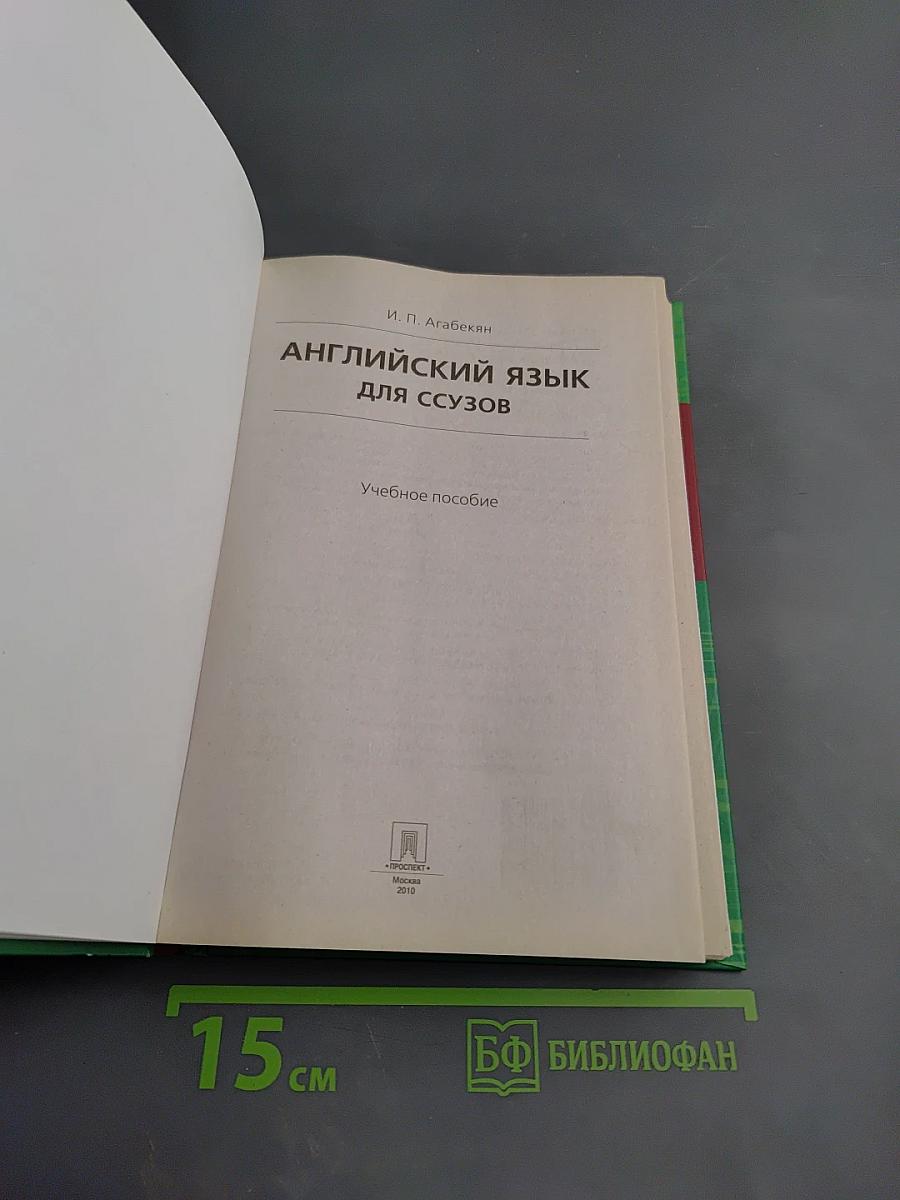 И. П. Агабекян
АНГЛИЙСКИЙ ЯЗЫК
ДЛЯ ССУЗОВ
Учебное пособие
• ПРОСПЕКТ •
Москва
2010
15 см
БФ БИБЛИОФАН